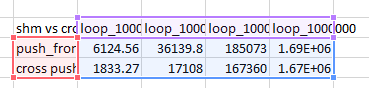 shm vs cro loop_1000 loop_1000 loop_1000 loop_1000000
push_fror 6124.56 36139.8 185073 1.69E+06
cross push 1833.27 17108 167360 1.67E+06